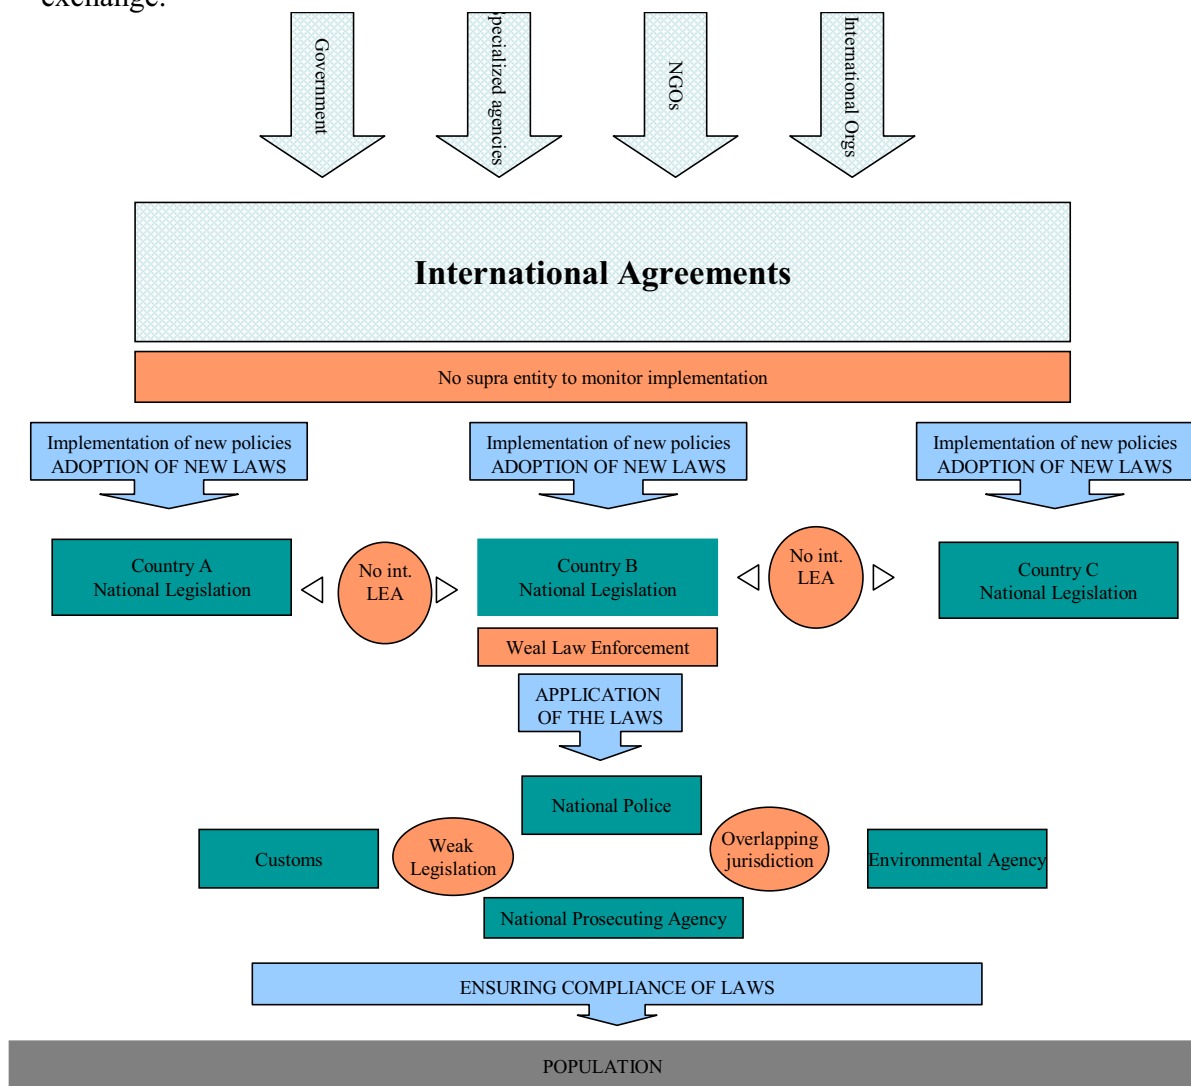 exchange.
Government
Specialized agencies
NGOs
International Orgs
International Agreements
No supra entity to monitor implementation
Implementation of new policies
ADOPTION OF NEW LAWS
Implementation of new policies
ADOPTION OF NEW LAWS
Implementation of new policies
ADOPTION OF NEW LAWS
Country A
National Legislation
No int.
LEA
Country B
National Legislation
No int.
LEA
Country C
National Legislation
Weal Law Enforcement
APPLICATION
OF THE LAWS
National Police
Customs
Weak
Legislation
Overlapping
jurisdiction
Environmental Agency
National Prosecuting Agency
ENSURING COMPLIANCE OF LAWS
POPULATION